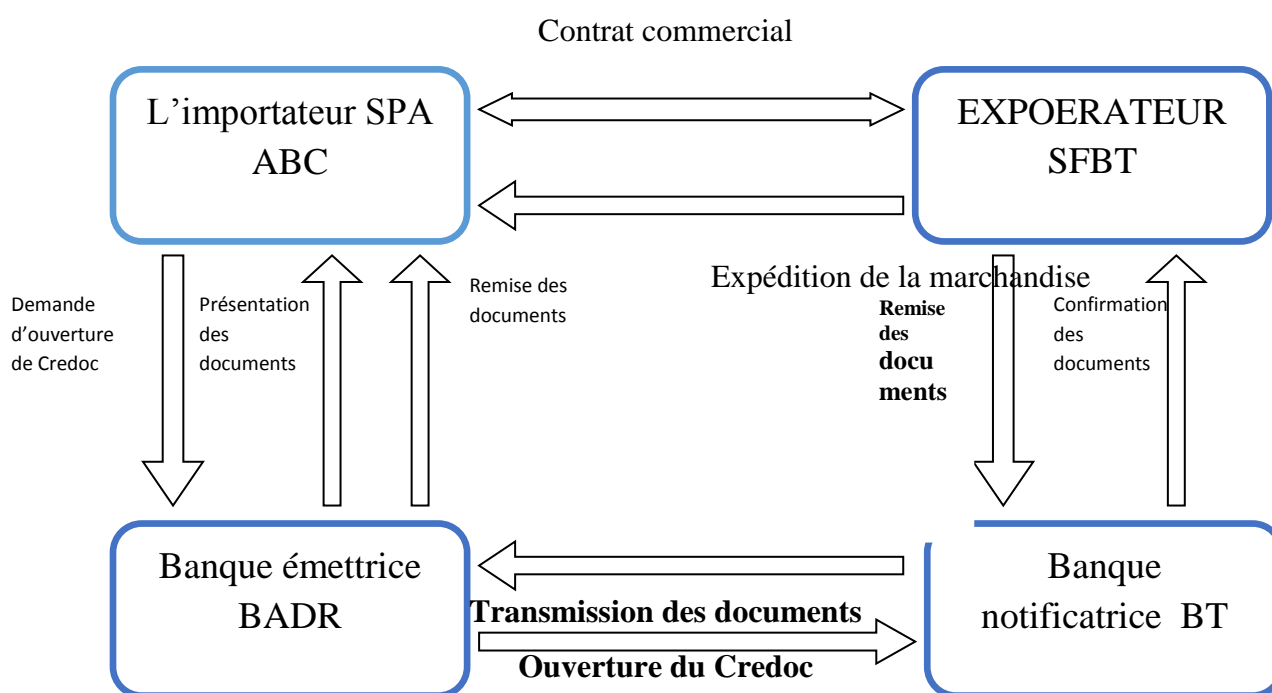 Contrat commercial
L’importateur SPA
ABC
EXPOERATEUR
SFBT
Expédition de la marchandise
Demande
d’ouverture
de Credoc
Présentation
des
documents
Remise des
documents
Remise
des
docu
ments
Confirmation
des
documents
Banque émettrice
BADR
Transmission des documents
Ouverture du Credoc
Banque
notificatrice BT